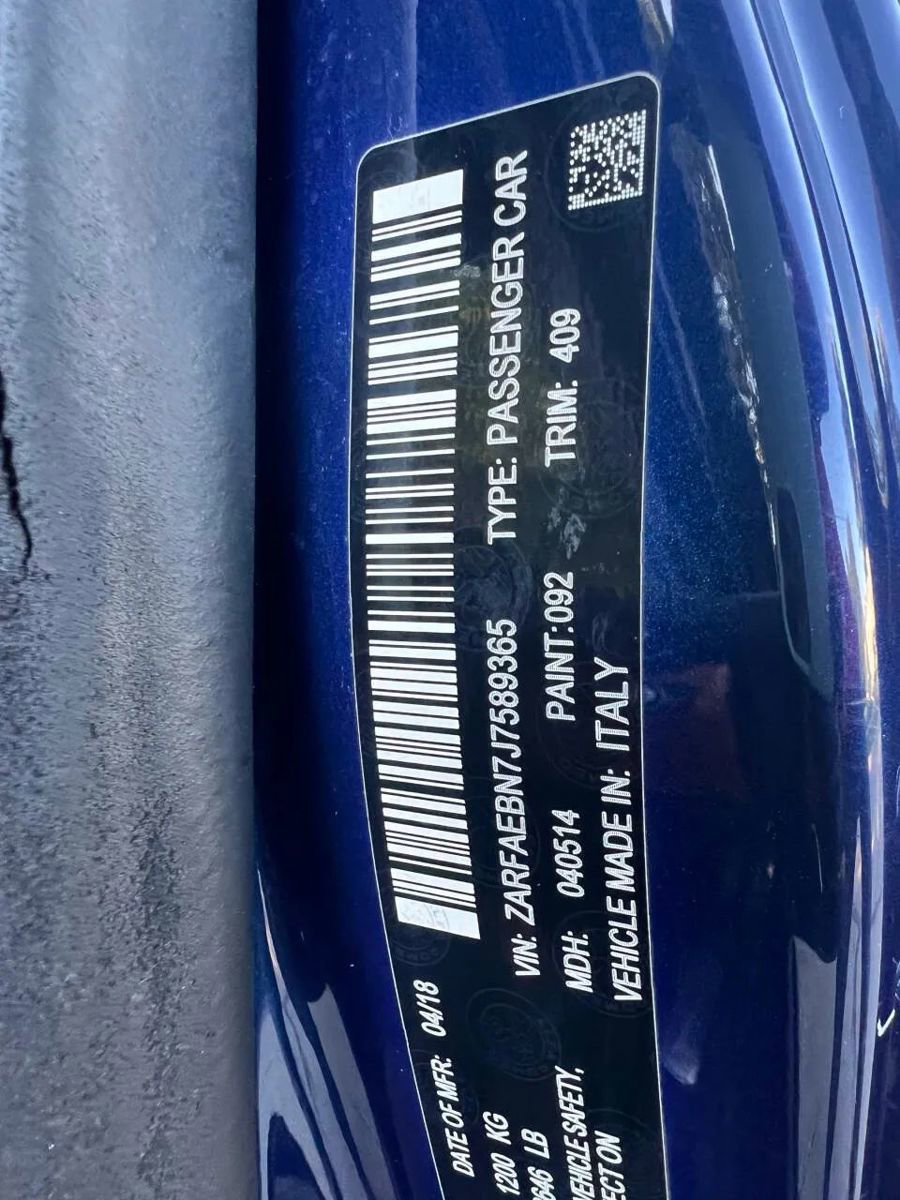 DATE OF MFR: 04/18
1200 KG
LB
VEHICLE SAFETY,
VIN: ZARFAEBN7J7589365 TYPE: PASSENGER CAR
MDH: 040514 PAINT: 092 TRIM: 409
VEHICLE MADE IN: ITALY